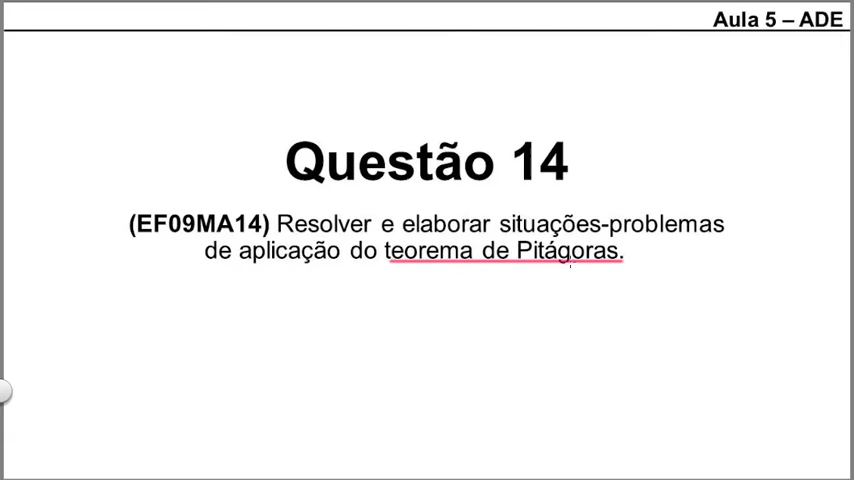 Aula 5 – ADE
Questão 14
(EF09MA14) Resolver e elaborar situações-problemas
de aplicação do teorema de Pitágoras.